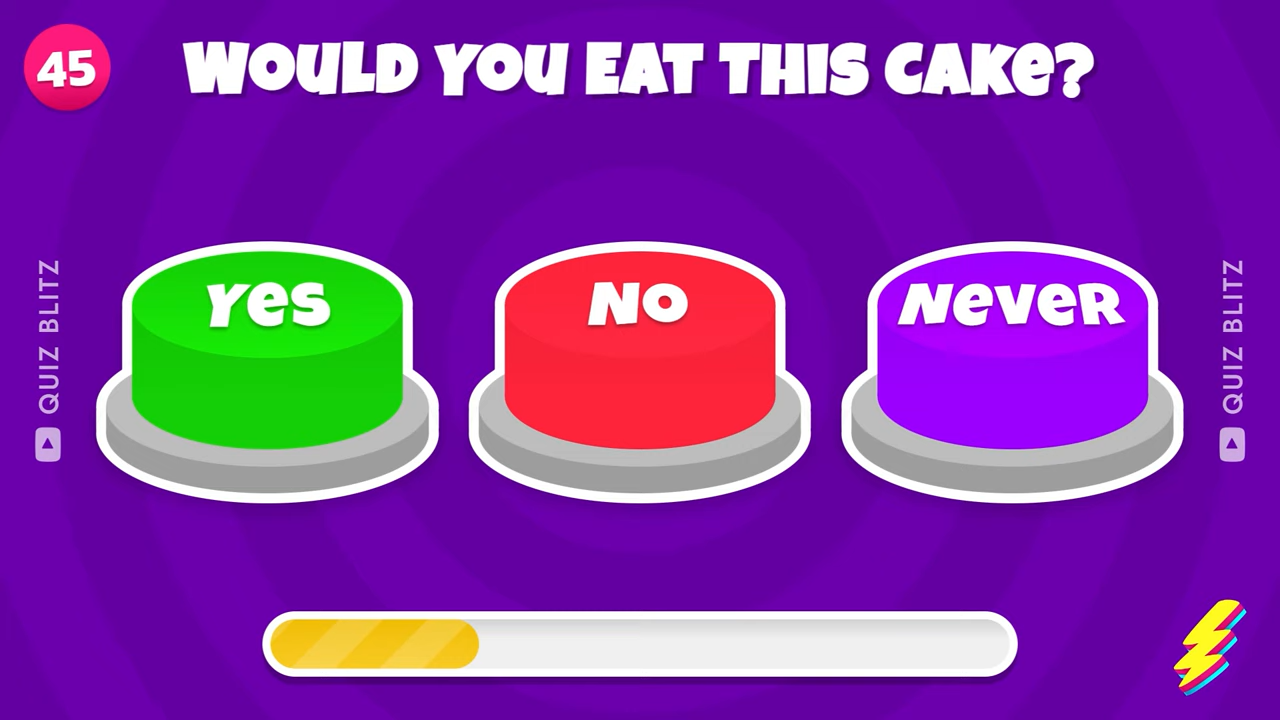 45
WOULD YOU EAT THIS CAKE?
YES
NO
NEVER
QUIZ BLITZ
QUIZ BLITZ